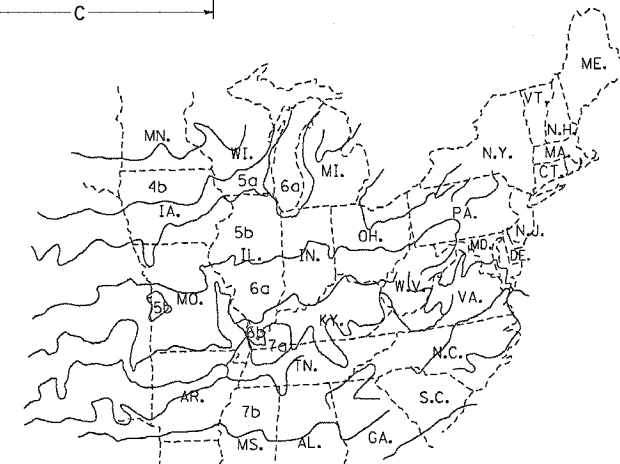 C
ME.
VT.
MN.
N.H.
WI.
N.Y.
MA.
MI.
CT.
4b
5a
6a
IA.
PA.
5b
OH.
N.J.
IL.
IN.
MD.
DE.
6a
W.V.
MO.
VA.
5b
KY.
6b
7a
N.C.
TN.
AR.
S.C.
7b
MS.
AL.
GA.